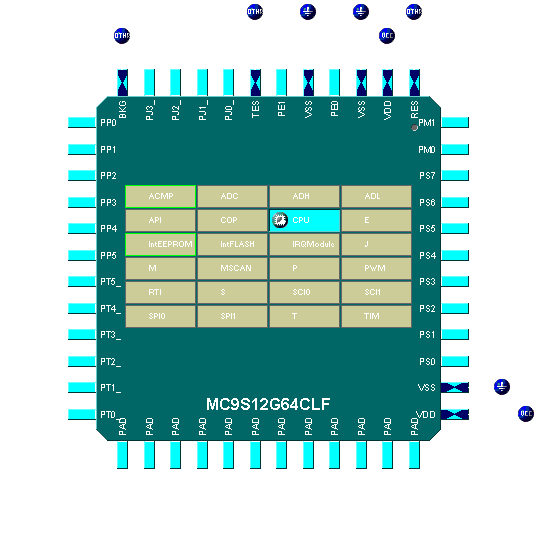 OTHR OTHR
OTHR VCC
BKG PJ3_ PJ2_ PJ1_ PJ0_ TES PE1 VSS PE0 VSS VDD RES
PP0 PM1
PP1 PM0
PP2 PS7
PP3 PS6
PP4 PS5
PP5 PS4
PT5_ PS3
PT4_ PS2
PT3_ PS1
PT2_ PS0
PT1_ VSS
PT0 VDD VCC
ACMP ADC ADH ADL
API COP CPU E
IntEEPROM IntFLASH IRQModule J
M MSCAN P PWM
RTI S SCI0 SCI1
SPI0 SPI1 T TIM
MC9S12G64CLF
PAD PAD PAD PAD PAD PAD PAD PAD PAD PAD PAD PAD